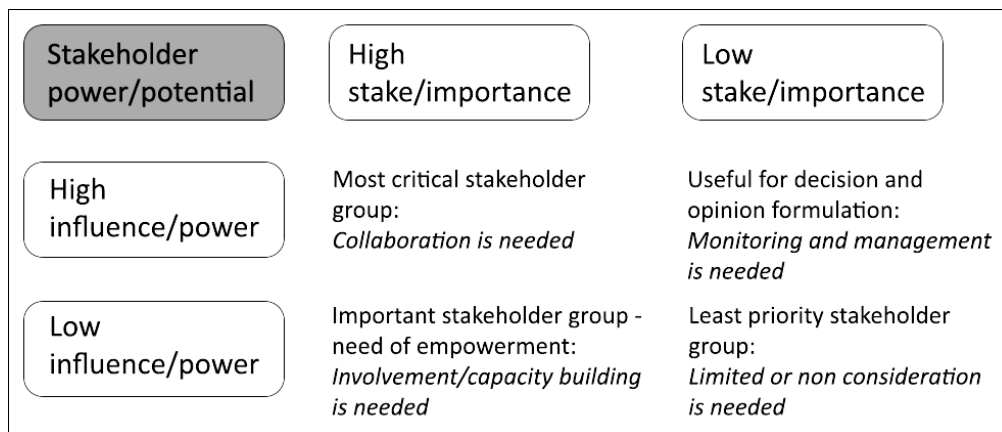 Stakeholder
power/potential
High
stake/importance
Low
stake/importance
High
influence/power
Most critical stakeholder
group:
Collaboration is needed
Useful for decision and
opinion formulation:
Monitoring and management
is needed
Low
influence/power
Important stakeholder group -
need of empowerment:
Involvement/capacity building
is needed
Least priority stakeholder
group:
Limited or non consideration
is needed